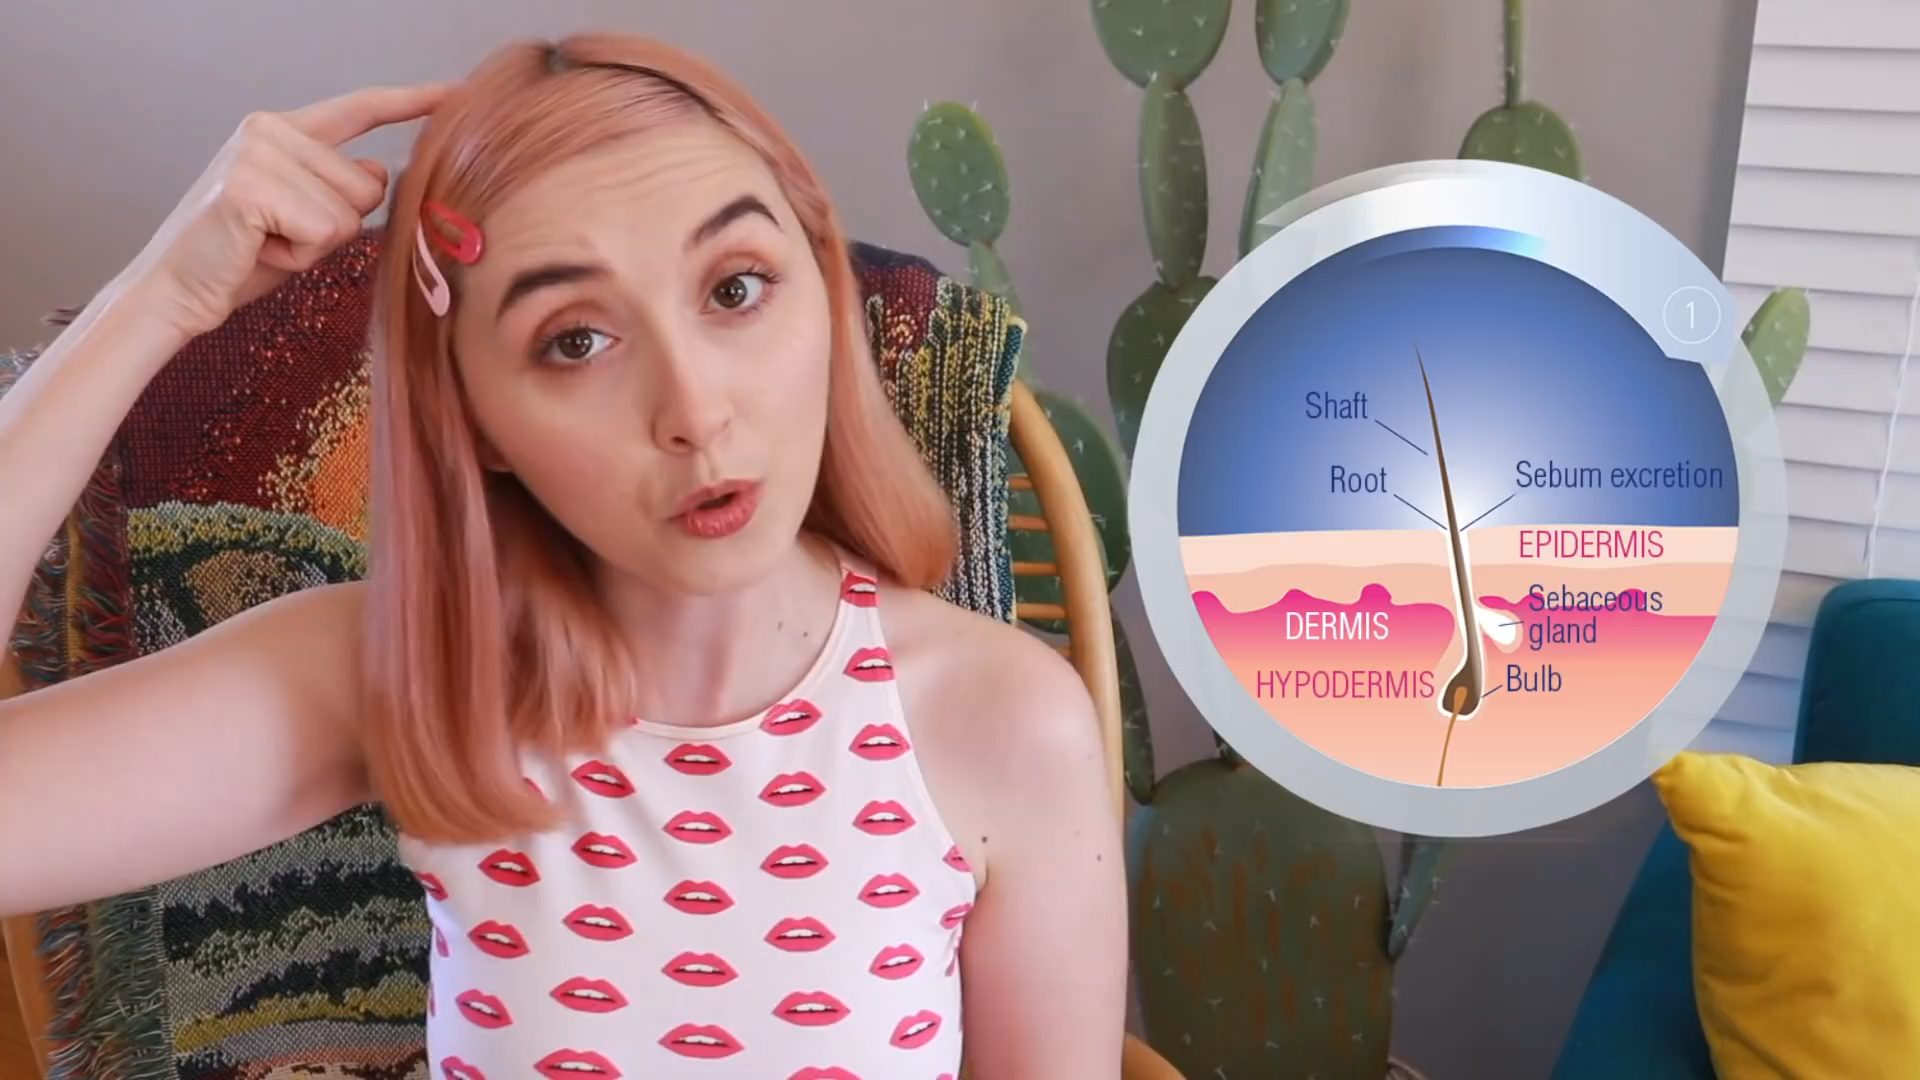 1
Shaft
Root
Sebum excretion
EPIDERMIS
Sebaceous
gland
DERMIS
HYPODERMIS
Bulb